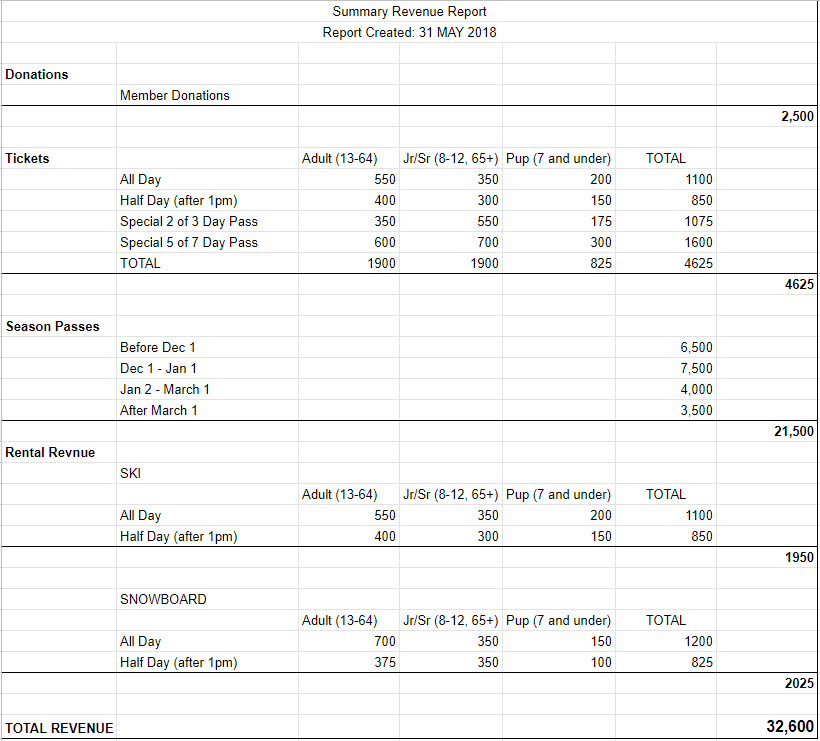 Summary Revenue Report
Report Created: 31 MAY 2018
Donations
Member Donations
2,500
Tickets Adult (13-64) Jr/Sr (8-12, 65+) Pup (7 and under) TOTAL
All Day 550 350 200 1100
Half Day (after 1pm) 400 300 150 850
Special 2 of 3 Day Pass 350 550 175 1075
Special 5 of 7 Day Pass 600 700 300 1600
TOTAL 1900 1900 825 4625
4625
Season Passes
Before Dec 1 6,500
Dec 1 - Jan 1 7,500
Jan 2 - March 1 4,000
After March 1 3,500
21,500
Rental Revnue
SKI
Adult (13-64) Jr/Sr (8-12, 65+) Pup (7 and under) TOTAL
All Day 550 350 200 1100
Half Day (after 1pm) 400 300 150 850
1950
SNOWBOARD
Adult (13-64) Jr/Sr (8-12, 65+) Pup (7 and under) TOTAL
All Day 700 350 150 1200
Half Day (after 1pm) 375 350 100 825
2025
TOTAL REVENUE 32,600